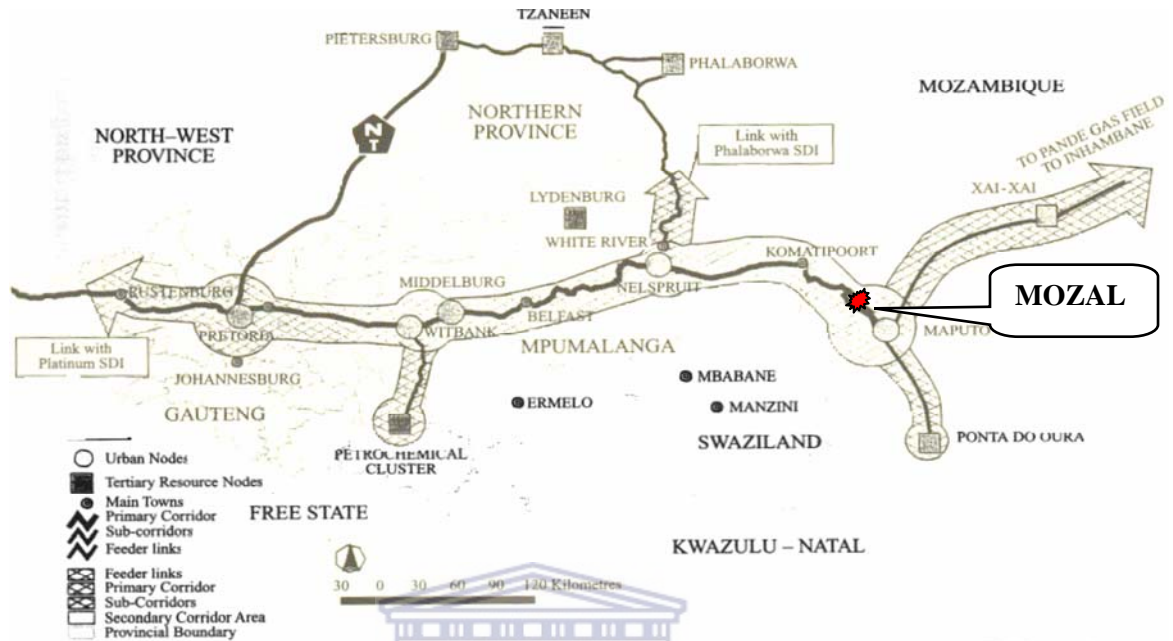 TZANEEN
PIETERSBURG
PHALABORWA
MOZAMBIQUE
NORTHERN
PROVINCE
NORTH–WEST
PROVINCE
N
T
Link with
Phalaborwa SDI
TO PANDE GAS FIELD
TO INHAMBANE
XAI-XAI
LYDENBURG
WHITE RIVER
KOMATIPOORT
MOZAL
MIDDELBURG
RUSTENBURG
NELSPRUIT
BELFAST
WITBANK
PRETORIA
MAPUTO
MPUMALANGA
Link with
Platinum SDI
JOHANNESBURG
MBABANE
ERMELO
MANZINI
GAUTENG
SWAZILAND
PONTA DO OURA
PETROCHEMICAL
CLUSTER
Urban Nodes
Tertiary Resource Nodes
Main Towns
Primary Corridor
Sub-corridors
Feeder links
Feeder links
Primary Corridor
Sub-Corridors
Secondary Corridor Area
Provincial Boundary
FREE STATE
KWAZULU – NATAL
30 0 30 60 90 120 Kilometres